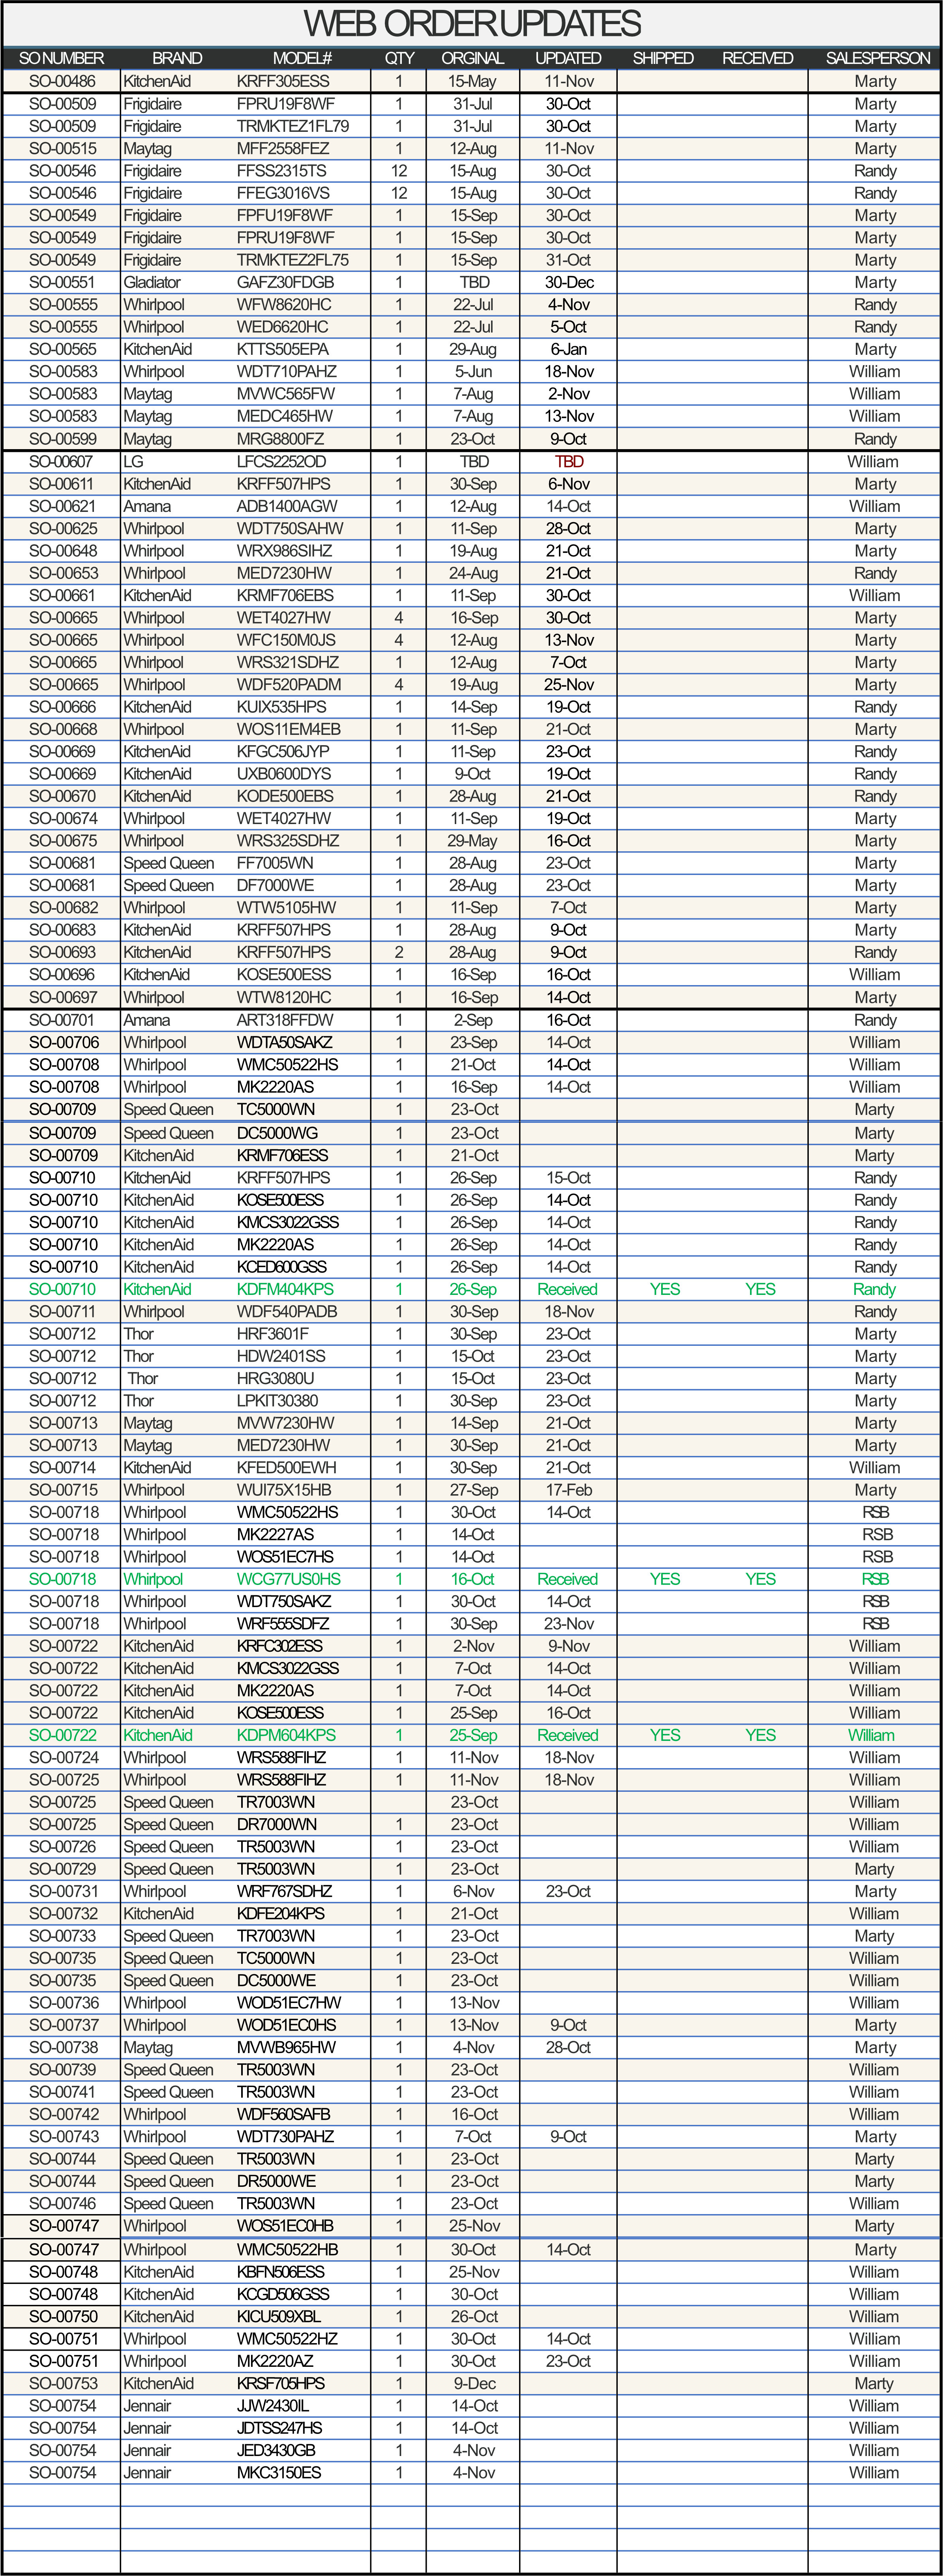 WEB ORDER UPDATES
SO NUMBER BRAND MODEL# QTY ORGINAL UPDATED SHIPPED RECEIVED SALESPERSON
SO-00486 KitchenAid KRFF305ESS 1 15-May 11-Nov Marty
SO-00509 Frigidaire FPRU19F8WF 1 31-Jul 30-Oct Marty
SO-00509 Frigidaire TRMKTEZ1FL79 1 31-Jul 30-Oct Marty
SO-00515 Maytag MFF2558FEZ 1 12-Aug 11-Nov Marty
SO-00546 Frigidaire FFSS2315TS 12 15-Aug 30-Oct Randy
SO-00546 Frigidaire FFEG3016VS 12 15-Aug 30-Oct Randy
SO-00549 Frigidaire FPFU19F8WF 1 15-Sep 30-Oct Marty
SO-00549 Frigidaire FPRU19F8WF 1 15-Sep 30-Oct Marty
SO-00549 Frigidaire TRMKTEZ2FL75 1 15-Sep 31-Oct Marty
SO-00551 Gladiator GAFZ30FDGB 1 TBD 30-Dec Marty
SO-00555 Whirlpool WFW8620HC 1 22-Jul 4-Nov Randy
SO-00555 Whirlpool WED6620HC 1 22-Jul 5-Oct Randy
SO-00565 KitchenAid KTTS505EPA 1 29-Aug 6-Jan Marty
SO-00583 Whirlpool WDT710PAHZ 1 5-Jun 18-Nov William
SO-00583 Maytag MVWC565FW 1 7-Aug 2-Nov William
SO-00583 Maytag MEDC465HW 1 7-Aug 13-Nov William
SO-00599 Maytag MRG8800FZ 1 23-Oct 9-Oct Randy
SO-00607 LG LFCS2252OD 1 TBD TBD William
SO-00611 KitchenAid KRFF507HPS 1 30-Sep 6-Nov Marty
SO-00621 Amana ADB1400AGW 1 12-Aug 14-Oct William
SO-00625 Whirlpool WDT750SAHW 1 11-Sep 28-Oct Marty
SO-00648 Whirlpool WRX986SIHZ 1 19-Aug 21-Oct Marty
SO-00653 Whirlpool MED7230HW 1 24-Aug 21-Oct Randy
SO-00661 KitchenAid KRMF706EBS 1 11-Sep 30-Oct William
SO-00665 Whirlpool WET4027HW 4 16-Sep 30-Oct Marty
SO-00665 Whirlpool WFC150M0JS 4 12-Aug 13-Nov Marty
SO-00665 Whirlpool WRS321SDHZ 1 12-Aug 7-Oct Marty
SO-00665 Whirlpool WDF520PADM 4 19-Aug 25-Nov Marty
SO-00666 KitchenAid KUIX535HPS 1 14-Sep 19-Oct Randy
SO-00668 Whirlpool WOS11EM4EB 1 11-Sep 21-Oct Marty
SO-00669 KitchenAid KFGC506JYP 1 11-Sep 23-Oct Randy
SO-00669 KitchenAid UXB0600DYS 1 9-Oct 19-Oct Randy
SO-00670 KitchenAid KODE500EBS 1 28-Aug 21-Oct Randy
SO-00674 Whirlpool WET4027HW 1 11-Sep 19-Oct Marty
SO-00675 Whirlpool WRS325SDHZ 1 29-May 16-Oct Marty
SO-00681 Speed Queen FF7005WN 1 28-Aug 23-Oct Marty
SO-00681 Speed Queen DF7000WE 1 28-Aug 23-Oct Marty
SO-00682 Whirlpool WTW5105HW 1 11-Sep 7-Oct Marty
SO-00683 KitchenAid KRFF507HPS 1 28-Aug 9-Oct Marty
SO-00693 KitchenAid KRFF507HPS 2 28-Aug 9-Oct Randy
SO-00696 KitchenAid KOSE500ESS 1 16-Sep 16-Oct William
SO-00697 Whirlpool WTW8120HC 1 16-Sep 14-Oct Marty
SO-00701 Amana ART318FFDW 1 2-Sep 16-Oct Randy
SO-00706 Whirlpool WDTA50SAKZ 1 23-Sep 14-Oct William
SO-00708 Whirlpool WMC50522HS 1 21-Oct 14-Oct William
SO-00708 Whirlpool MK2220AS 1 16-Sep 14-Oct William
SO-00709 Speed Queen TC5000WN 1 23-Oct Marty
SO-00709 Speed Queen DC5000WG 1 23-Oct Marty
SO-00709 KitchenAid KRMF706ESS 1 21-Oct Marty
SO-00710 KitchenAid KRFF507HPS 1 26-Sep 15-Oct Randy
SO-00710 KitchenAid KOSE500ESS 1 26-Sep 14-Oct Randy
SO-00710 KitchenAid KMCS3022GSS 1 26-Sep 14-Oct Randy
SO-00710 KitchenAid MK2220AS 1 26-Sep 14-Oct Randy
SO-00710 KitchenAid KCED600GSS 1 26-Sep 14-Oct Randy
SO-00710 KitchenAid KDFM404KPS 1 26-Sep Received YES YES Randy
SO-00711 Whirlpool WDF540PADB 1 30-Sep 18-Nov Randy
SO-00712 Thor HRF3601F 1 30-Sep 23-Oct Marty
SO-00712 Thor HDW2401SS 1 15-Oct 23-Oct Marty
SO-00712 Thor HRG3080U 1 15-Oct 23-Oct Marty
SO-00712 Thor LPKIT30380 1 30-Sep 23-Oct Marty
SO-00713 Maytag MVW7230HW 1 14-Sep 21-Oct Marty
SO-00713 Maytag MED7230HW 1 30-Sep 21-Oct Marty
SO-00714 KitchenAid KFED500EWH 1 30-Sep 21-Oct William
SO-00715 Whirlpool WUI75X15HB 1 27-Sep 17-Feb Marty
SO-00718 Whirlpool WMC50522HS 1 30-Oct 14-Oct RSB
SO-00718 Whirlpool MK2227AS 1 14-Oct RSB
SO-00718 Whirlpool WOS51EC7HS 1 14-Oct RSB
SO-00718 Whirlpool WCG77US0HS 1 16-Oct Received YES YES RSB
SO-00718 Whirlpool WDT750SAKZ 1 30-Oct 14-Oct RSB
SO-00718 Whirlpool WRF555SDFZ 1 30-Sep 23-Nov RSB
SO-00722 KitchenAid KRFC302ESS 1 2-Nov 9-Nov William
SO-00722 KitchenAid KMCS3022GSS 1 7-Oct 14-Oct William
SO-00722 KitchenAid MK2220AS 1 7-Oct 14-Oct William
SO-00722 KitchenAid KOSE500ESS 1 25-Sep 16-Oct William
SO-00722 KitchenAid KDPM604KPS 1 25-Sep Received YES YES William
SO-00724 Whirlpool WRS588FIHZ 1 11-Nov 18-Nov William
SO-00725 Whirlpool WRS588FIHZ 1 11-Nov 18-Nov William
SO-00725 Speed Queen TR7003WN 23-Oct William
SO-00725 Speed Queen DR7000WN 1 23-Oct William
SO-00726 Speed Queen TR5003WN 1 23-Oct William
SO-00729 Speed Queen TR5003WN 1 23-Oct Marty
SO-00731 Whirlpool WRF767SDHZ 1 6-Nov 23-Oct Marty
SO-00732 KitchenAid KDFE204KPS 1 21-Oct William
SO-00733 Speed Queen TR7003WN 1 23-Oct Marty
SO-00735 Speed Queen TC5000WN 1 23-Oct William
SO-00735 Speed Queen DC5000WE 1 23-Oct William
SO-00736 Whirlpool WOD51EC7HW 1 13-Nov William
SO-00737 Whirlpool WOD51EC0HS 1 13-Nov 9-Oct Marty
SO-00738 Maytag MVWB965HW 1 4-Nov 28-Oct Marty
SO-00739 Speed Queen TR5003WN 1 23-Oct William
SO-00741 Speed Queen TR5003WN 1 23-Oct William
SO-00742 Whirlpool WDF560SAFB 1 16-Oct William
SO-00743 Whirlpool WDT730PAHZ 1 7-Oct 9-Oct Marty
SO-00744 Speed Queen TR5003WN 1 23-Oct Marty
SO-00744 Speed Queen DR5000WE 1 23-Oct Marty
SO-00746 Speed Queen TR5003WN 1 23-Oct William
SO-00747 Whirlpool WOS51EC0HB 1 25-Nov Marty
SO-00747 Whirlpool WMC50522HB 1 30-Oct 14-Oct Marty
SO-00748 KitchenAid KBFN506ESS 1 25-Nov William
SO-00748 KitchenAid KCGD506GSS 1 30-Oct William
SO-00750 KitchenAid KICU509XBL 1 26-Oct William
SO-00751 Whirlpool WMC50522HZ 1 30-Oct 14-Oct William
SO-00751 Whirlpool MK2220AZ 1 30-Oct 23-Oct William
SO-00753 KitchenAid KRSF705HPS 1 9-Dec Marty
SO-00754 Jennair JJW2430IL 1 14-Oct William
SO-00754 Jennair JDTSS247HS 1 14-Oct William
SO-00754 Jennair JED3430GB 1 4-Nov William
SO-00754 Jennair MKC3150ES 1 4-Nov William